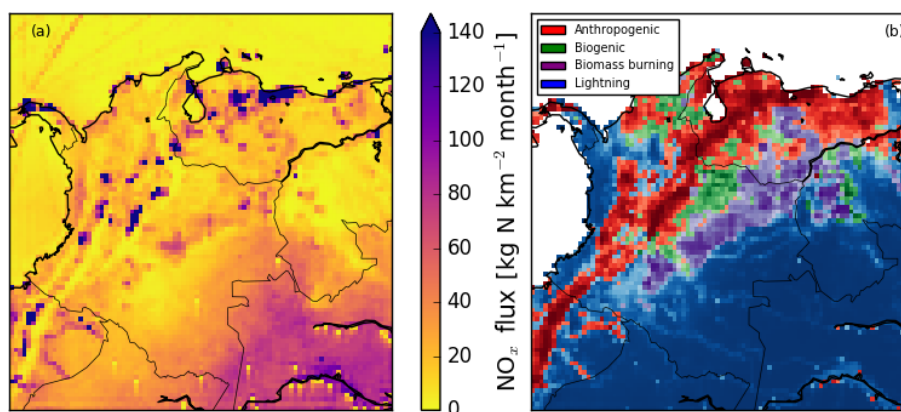 (a)
140
120
100
80
60
40
20
0
NOx flux [kg N km−2 month−1]
Anthropogenic
Biogenic
Biomass burning
Lightning
(b)